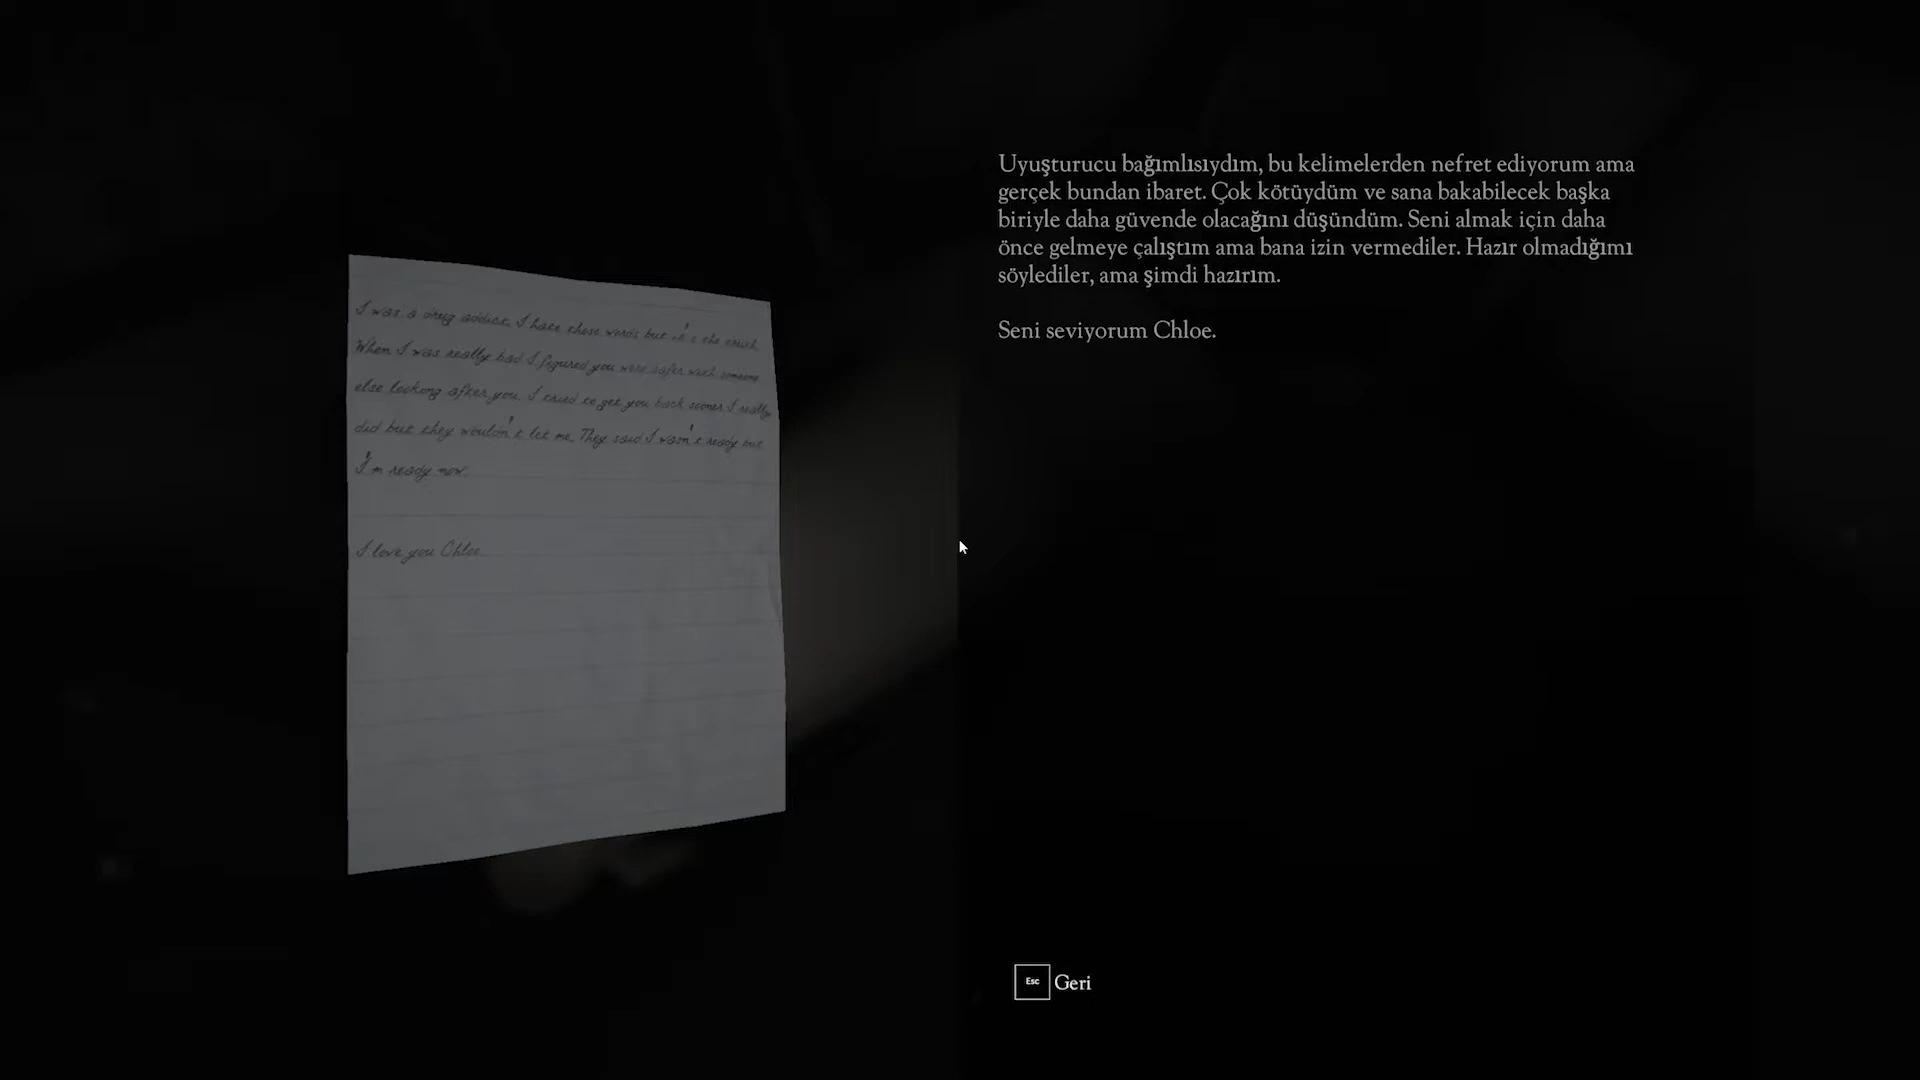 I was a drug addict. I hate those words but it's the truth.
When I was really bad I figured you were safer with someone
else looking after you. I tried to get you back sooner I really
did but they wouldn't let me. They said I wasn't ready but
I'm ready now.
I love you Chloe
Uyuşturucu bağımlısıydım, bu kelimelerden nefret ediyorum ama
gerçek bundan ibaret. Çok kötüydüm ve sana bakabilecek başka
biriyle daha güvende olacağını düşündüm. Seni almak için daha
önce gelmeye çalıştım ama bana izin vermediler. Hazır olmadığımı
söylediler, ama şimdi hazırım.
Seni seviyorum Chloe.
Esc Geri